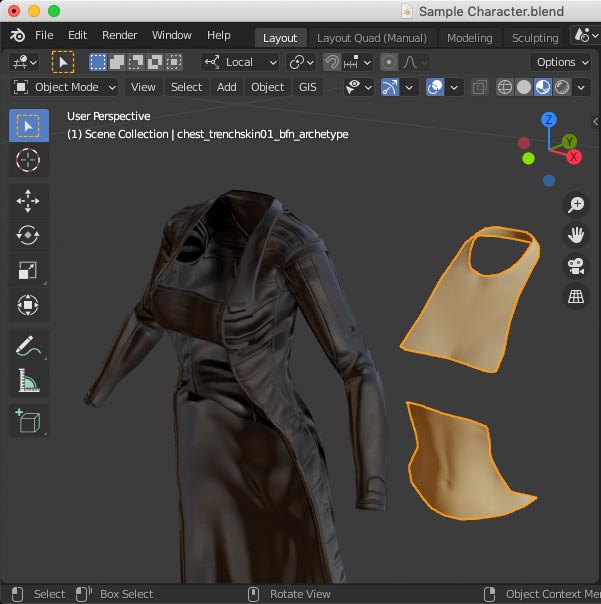 Sample Character.blend
File Edit Render Window Help Layout Layout Quad (Manual) Modeling Sculpting
Local Options
Object Mode View Select Add Object GIS
User Perspective
(1) Scene Collection | chest_trenchskin01_bfn_archetype
Z
Y
X
Select Box Select Rotate View Object Context Me